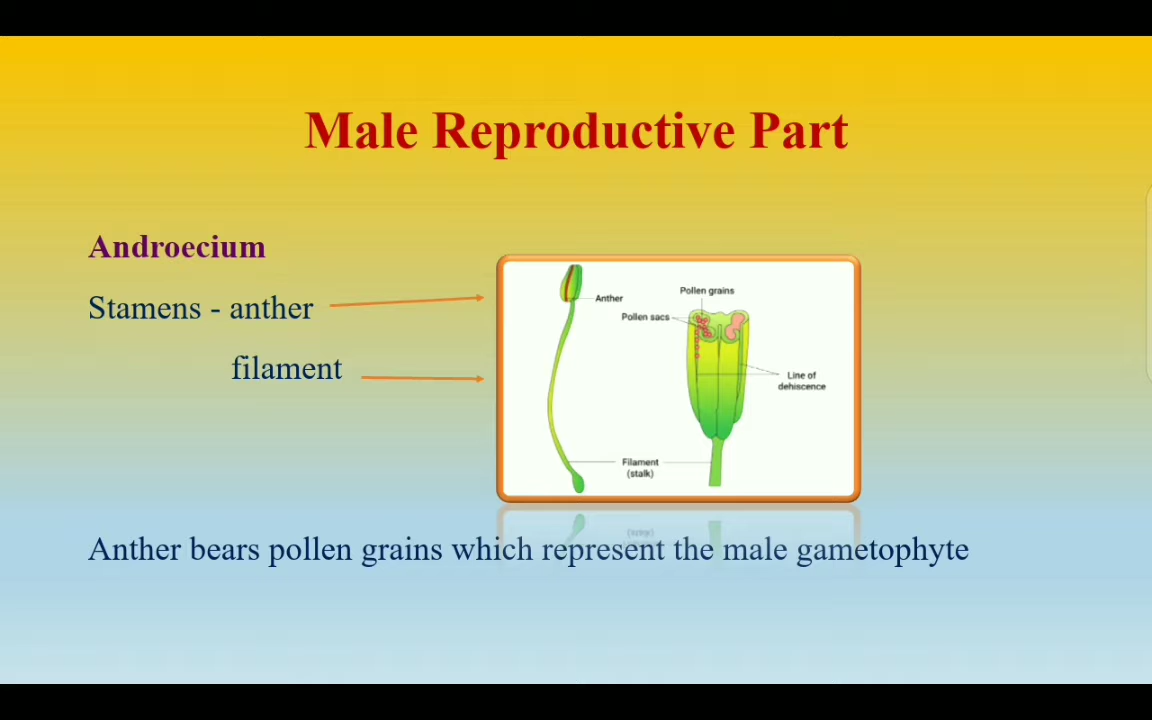 Male Reproductive Part
Androecium
Stamens - anther
filament
Anther
Pollen grains
Pollen sacs
Line of
dehiscence
Filament
(stalk)
Anther bears pollen grains which represent the male gametophyte